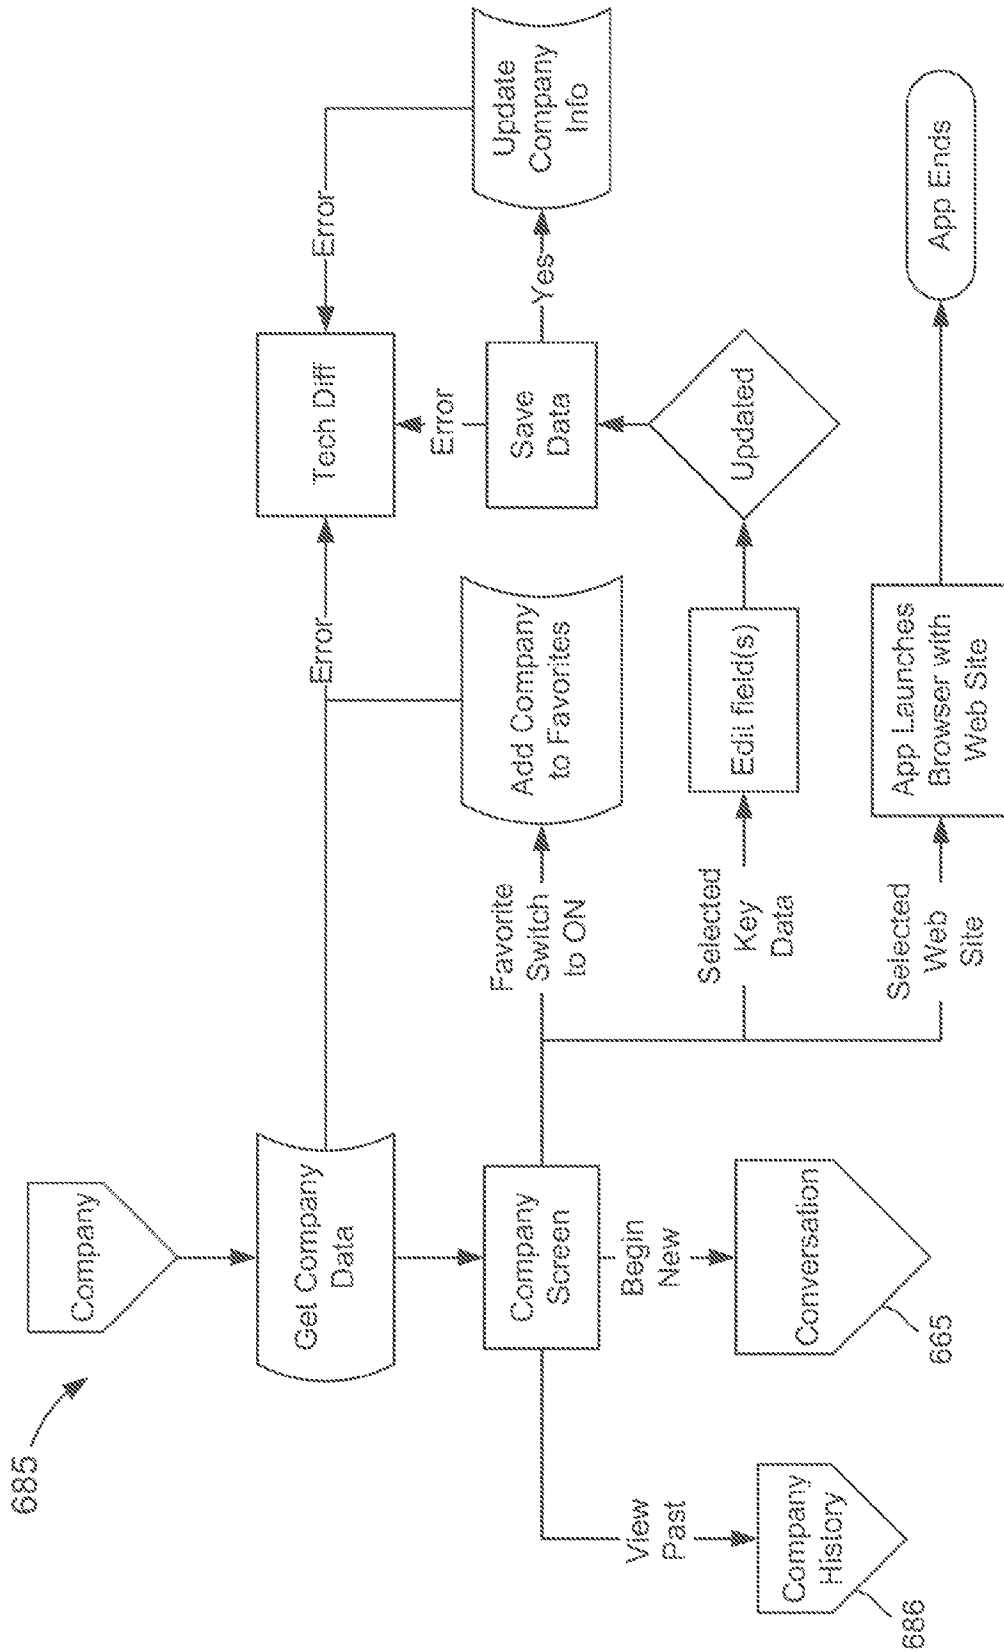 685
Company
Get Company
Data
Error
Tech Diff
Error
Company
Screen
Favorite
Switch
to ON
Add Company
to Favorites
Error
Save
Data
Yes
Update
Company
Info
View
Past
Begin
New
Selected
Key
Data
Edit field(s)
Updated
Company
History
686
Conversation
665
Selected
Web
Site
App Launches
Browser with
Web Site
App Ends